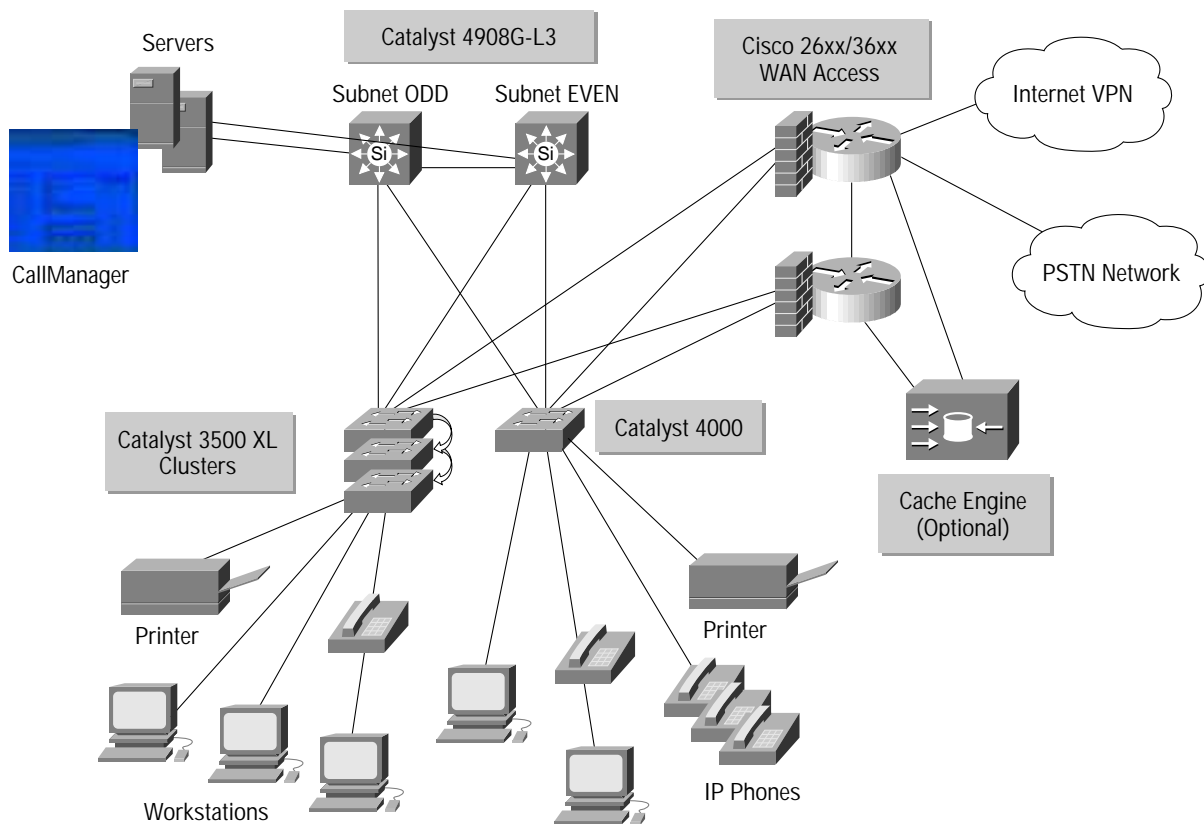 Servers
Catalyst 4908G-L3
Cisco 26xx/36xx
WAN Access
Subnet ODD
Subnet EVEN
Internet VPN
Si
Si
CallManager
PSTN Network
Catalyst 3500 XL
Clusters
Catalyst 4000
Cache Engine
(Optional)
Printer
Printer
Workstations
IP Phones